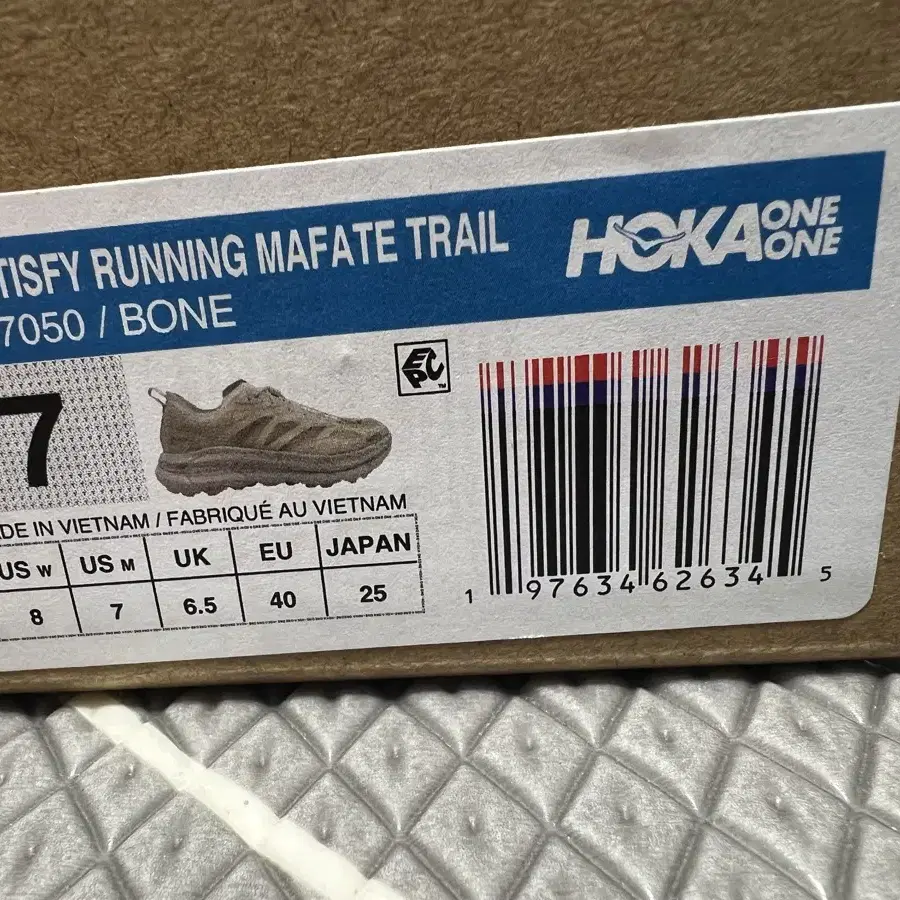 TISFY RUNNING MAFATE TRAIL
7050 / BONE
HOKA ONE ONE
EPC™
7
DE IN VIETNAM / FABRIQUÉ AU VIETNAM
US W US M UK EU JAPAN
8 7 6.5 40 25
1 97634 62634 5